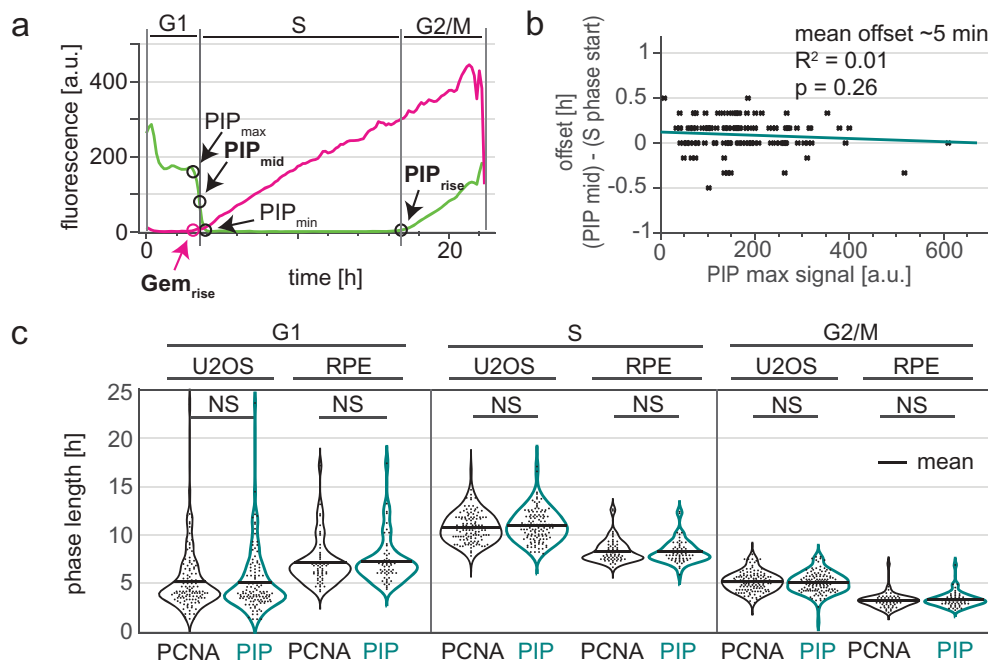 a
G1 S G2/M
fluorescence [a.u.]
400
200
0
PIPmax
PIPmid
PIPmin
PIPrise
Gemrise
0 20
time [h]
b
mean offset ~5 min
R2 = 0.01
p = 0.26
offset [h]
(PIP mid) - (S phase start)
1
0.5
0
-0.5
-1
0 200 400 600
PIP max signal [a.u.]
c
G1 S G2/M
U2OS RPE U2OS RPE U2OS RPE
NS NS NS NS NS NS
mean
phase length [h]
25
20
15
10
5
0
PCNA PIP PCNA PIP PCNA PIP PCNA PIP PCNA PIP PCNA PIP